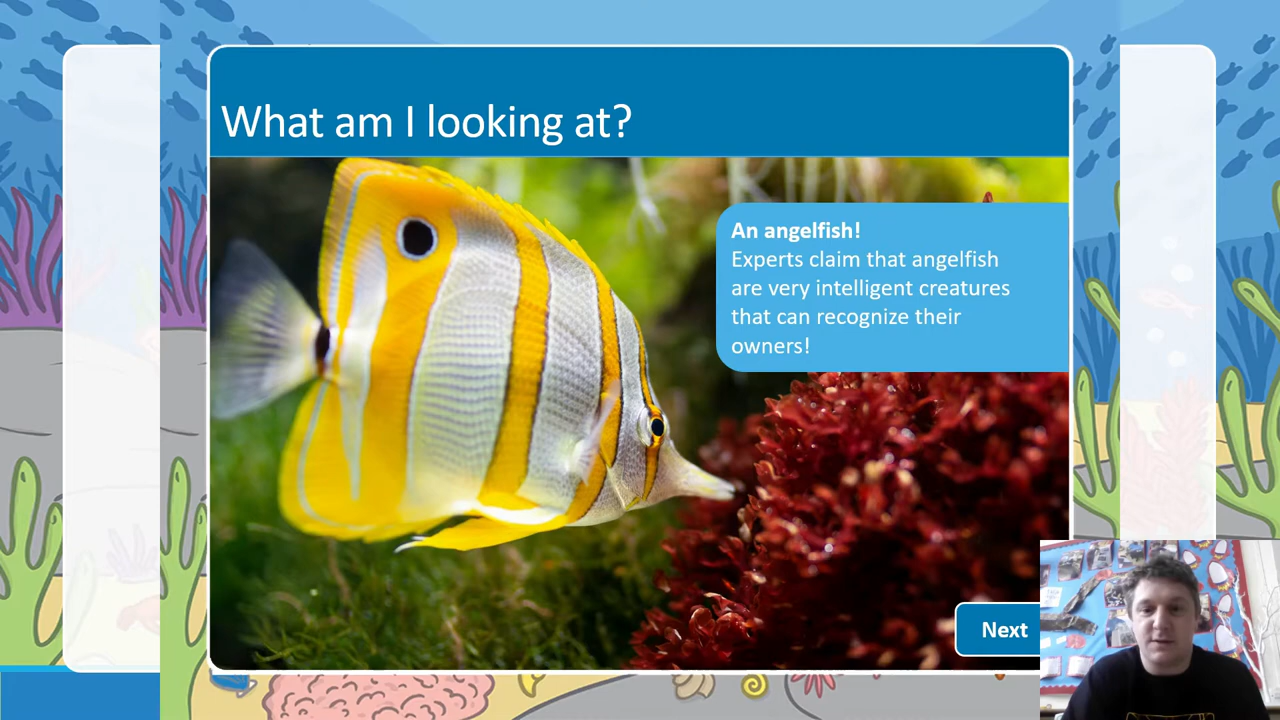 What am I looking at?
An angelfish!
Experts claim that angelfish
are very intelligent creatures
that can recognize their
owners!
Next